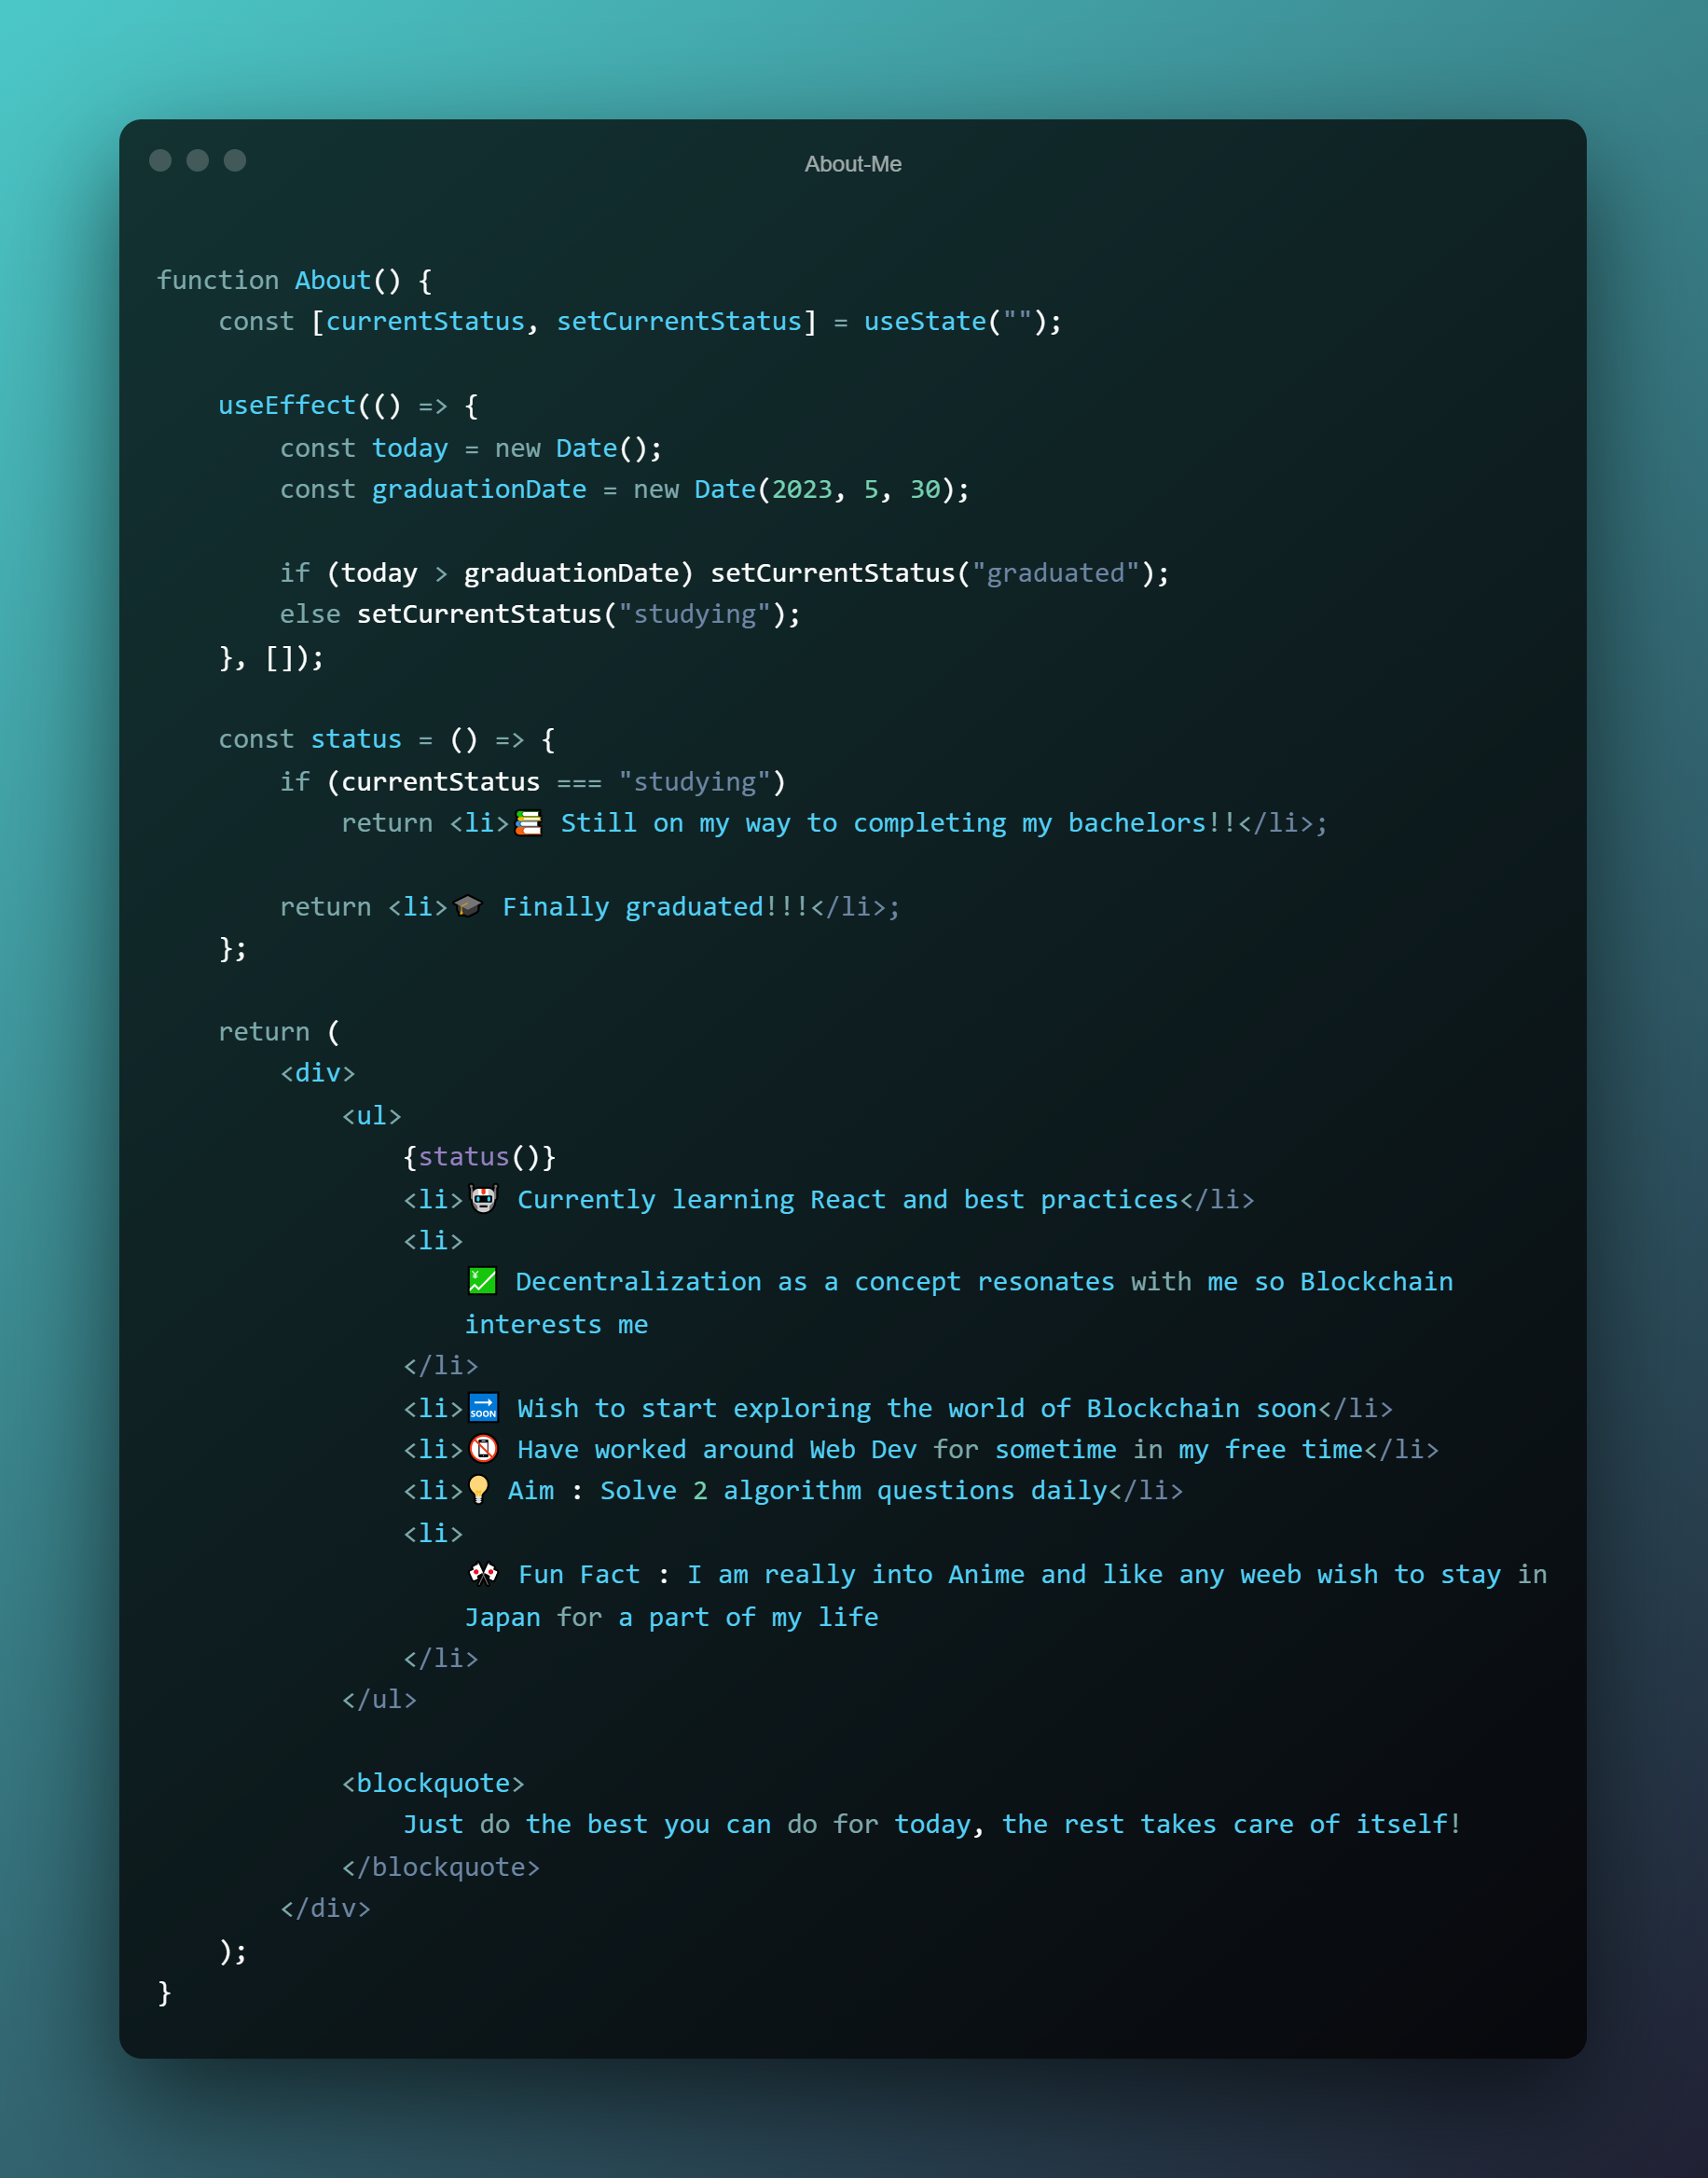 About-Me
function About() {
    const [currentStatus, setCurrentStatus] = useState("");
    useEffect(() => {
        const today = new Date();
        const graduationDate = new Date(2023, 5, 30);
        if (today > graduationDate) setCurrentStatus("graduated");
        else setCurrentStatus("studying");
    }, []);
    const status = () => {
        if (currentStatus === "studying")
            return <li>📚 Still on my way to completing my bachelors!!</li>;
        return <li>🎓 Finally graduated!!!</li>;
    };
    return (
        <div>
            <ul>
                {status()}
                <li>🤖 Currently learning React and best practices</li>
                <li>
                    💹 Decentralization as a concept resonates with me so Blockchain
                    interests me
                </li>
                <li>🔜 Wish to start exploring the world of Blockchain soon</li>
                <li>📵 Have worked around Web Dev for sometime in my free time</li>
                <li>💡 Aim : Solve 2 algorithm questions daily</li>
                <li>
                    🎌 Fun Fact : I am really into Anime and like any weeb wish to stay in
                    Japan for a part of my life
                </li>
            </ul>
            <blockquote>
                Just do the best you can do for today, the rest takes care of itself!
            </blockquote>
        </div>
    );
}